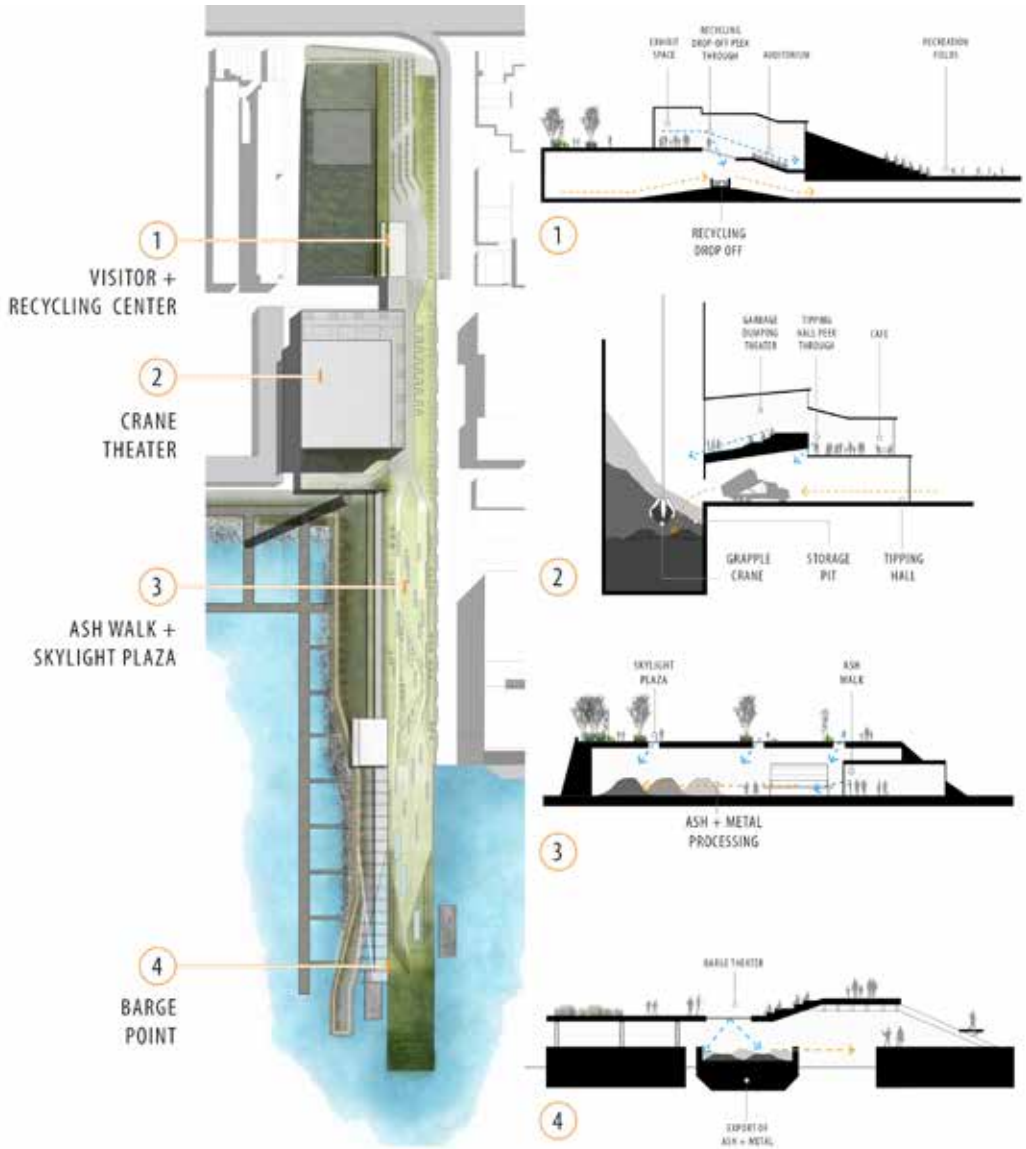 1
VISITOR +
RECYCLING CENTER
2
CRANE
THEATER
3
ASH WALK +
SKYLIGHT PLAZA
4
BARGE
POINT
EXHIBIT
SPACE
RECYCLING
DROP-OFF PEEK
THROUGH
AUDITORIUM
RECREATION
FIELDS
RECYCLING
DROP OFF
1
GARBAGE
DUMPING
THEATER
TIPPING
HALL PEEK
THROUGH
CAFE
GRAPPLE
CRANE
STORAGE
PIT
TIPPING
HALL
2
SKYLIGHT
PLAZA
ASH
WALK
ASH + METAL
PROCESSING
3
BARGE THEATER
EXPORT OF
ASH + METAL
4